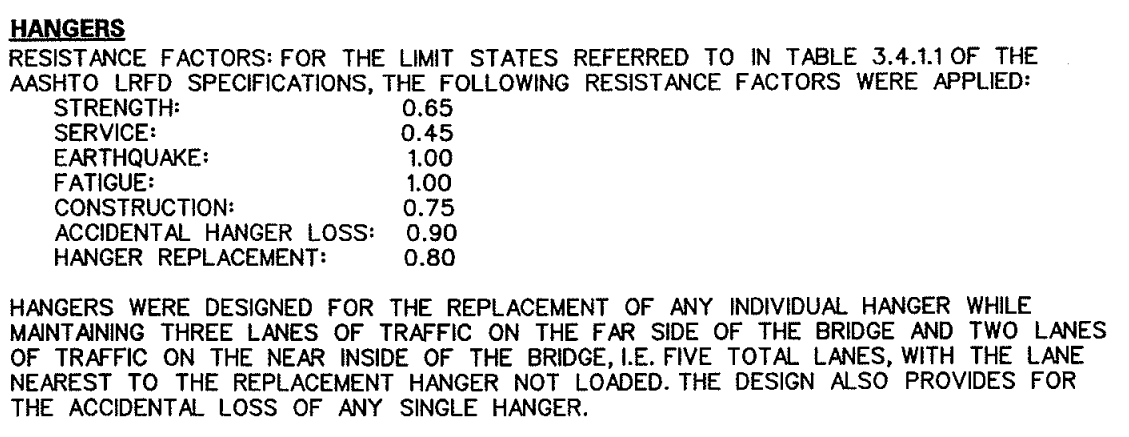 HANGERS
RESISTANCE FACTORS: FOR THE LIMIT STATES REFERRED TO IN TABLE 3.4.1.1 OF THE
AASHTO LRFD SPECIFICATIONS, THE FOLLOWING RESISTANCE FACTORS WERE APPLIED:
STRENGTH: 0.65
SERVICE: 0.45
EARTHQUAKE: 1.00
FATIGUE: 1.00
CONSTRUCTION: 0.75
ACCIDENTAL HANGER LOSS: 0.90
HANGER REPLACEMENT: 0.80
HANGERS WERE DESIGNED FOR THE REPLACEMENT OF ANY INDIVIDUAL HANGER WHILE
MAINTAINING THREE LANES OF TRAFFIC ON THE FAR SIDE OF THE BRIDGE AND TWO LANES
OF TRAFFIC ON THE NEAR INSIDE OF THE BRIDGE, I.E. FIVE TOTAL LANES, WITH THE LANE
NEAREST TO THE REPLACEMENT HANGER NOT LOADED. THE DESIGN ALSO PROVIDES FOR
THE ACCIDENTAL LOSS OF ANY SINGLE HANGER.